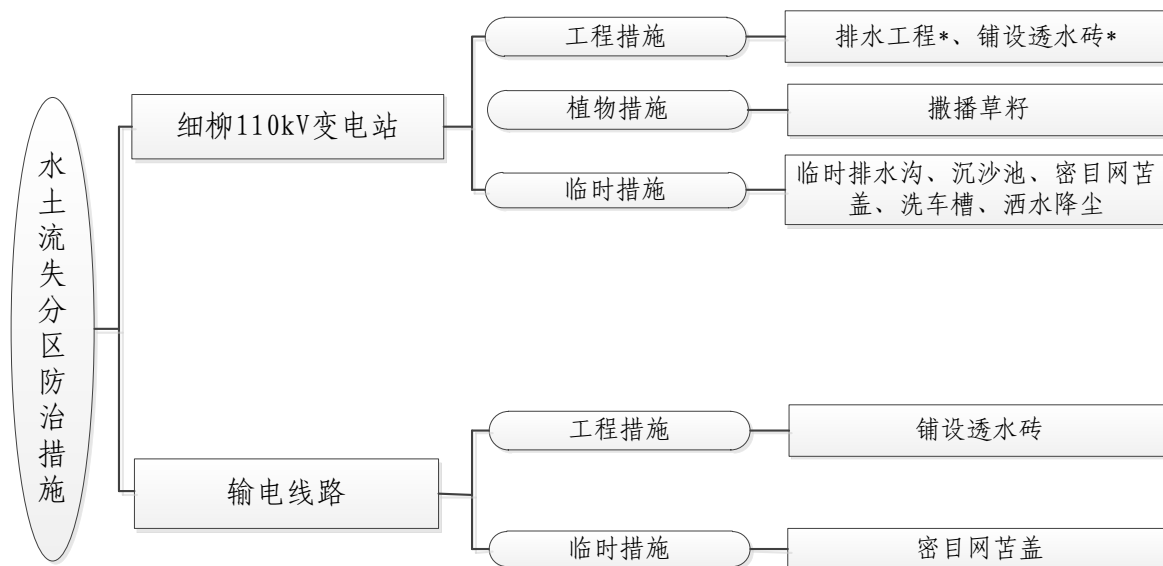 水土流失分区防治措施
细柳110kV变电站
工程措施
排水工程*、铺设透水砖*
植物措施
撒播草籽
临时措施
临时排水沟、沉沙池、密目网苫
盖、洗车槽、洒水降尘
输电线路
工程措施
铺设透水砖
临时措施
密目网苫盖